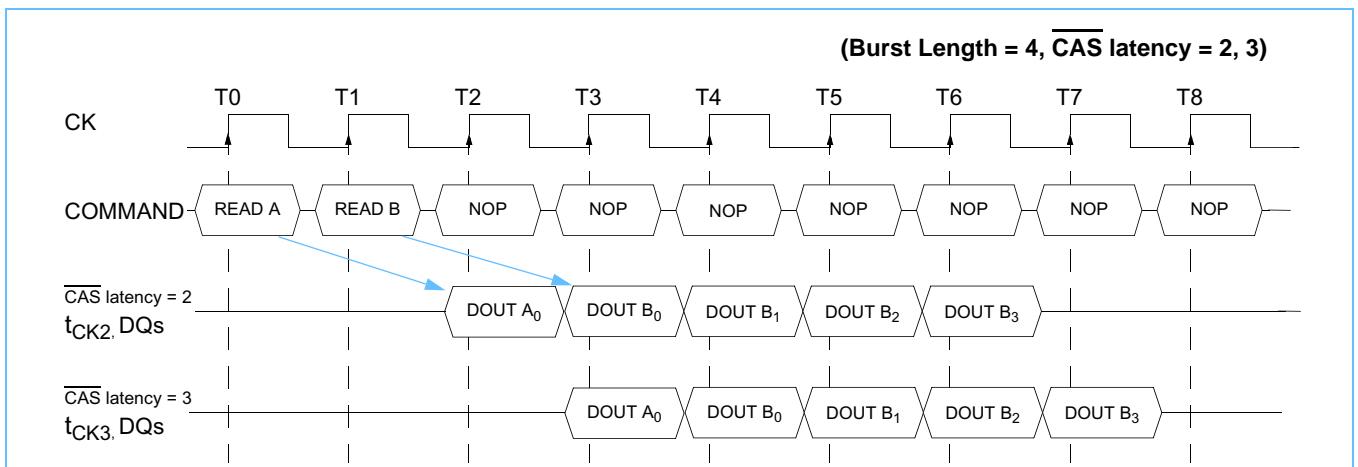 (Burst Length = 4, CAS latency = 2, 3)
T0 T1 T2 T3 T4 T5 T6 T7 T8
CK
COMMAND READ A READ B NOP NOP NOP NOP NOP NOP NOP
CAS latency = 2
tCK2, DQs DOUT A0 DOUT B0 DOUT B1 DOUT B2 DOUT B3
CAS latency = 3
tCK3, DQs DOUT A0 DOUT B0 DOUT B1 DOUT B2 DOUT B3